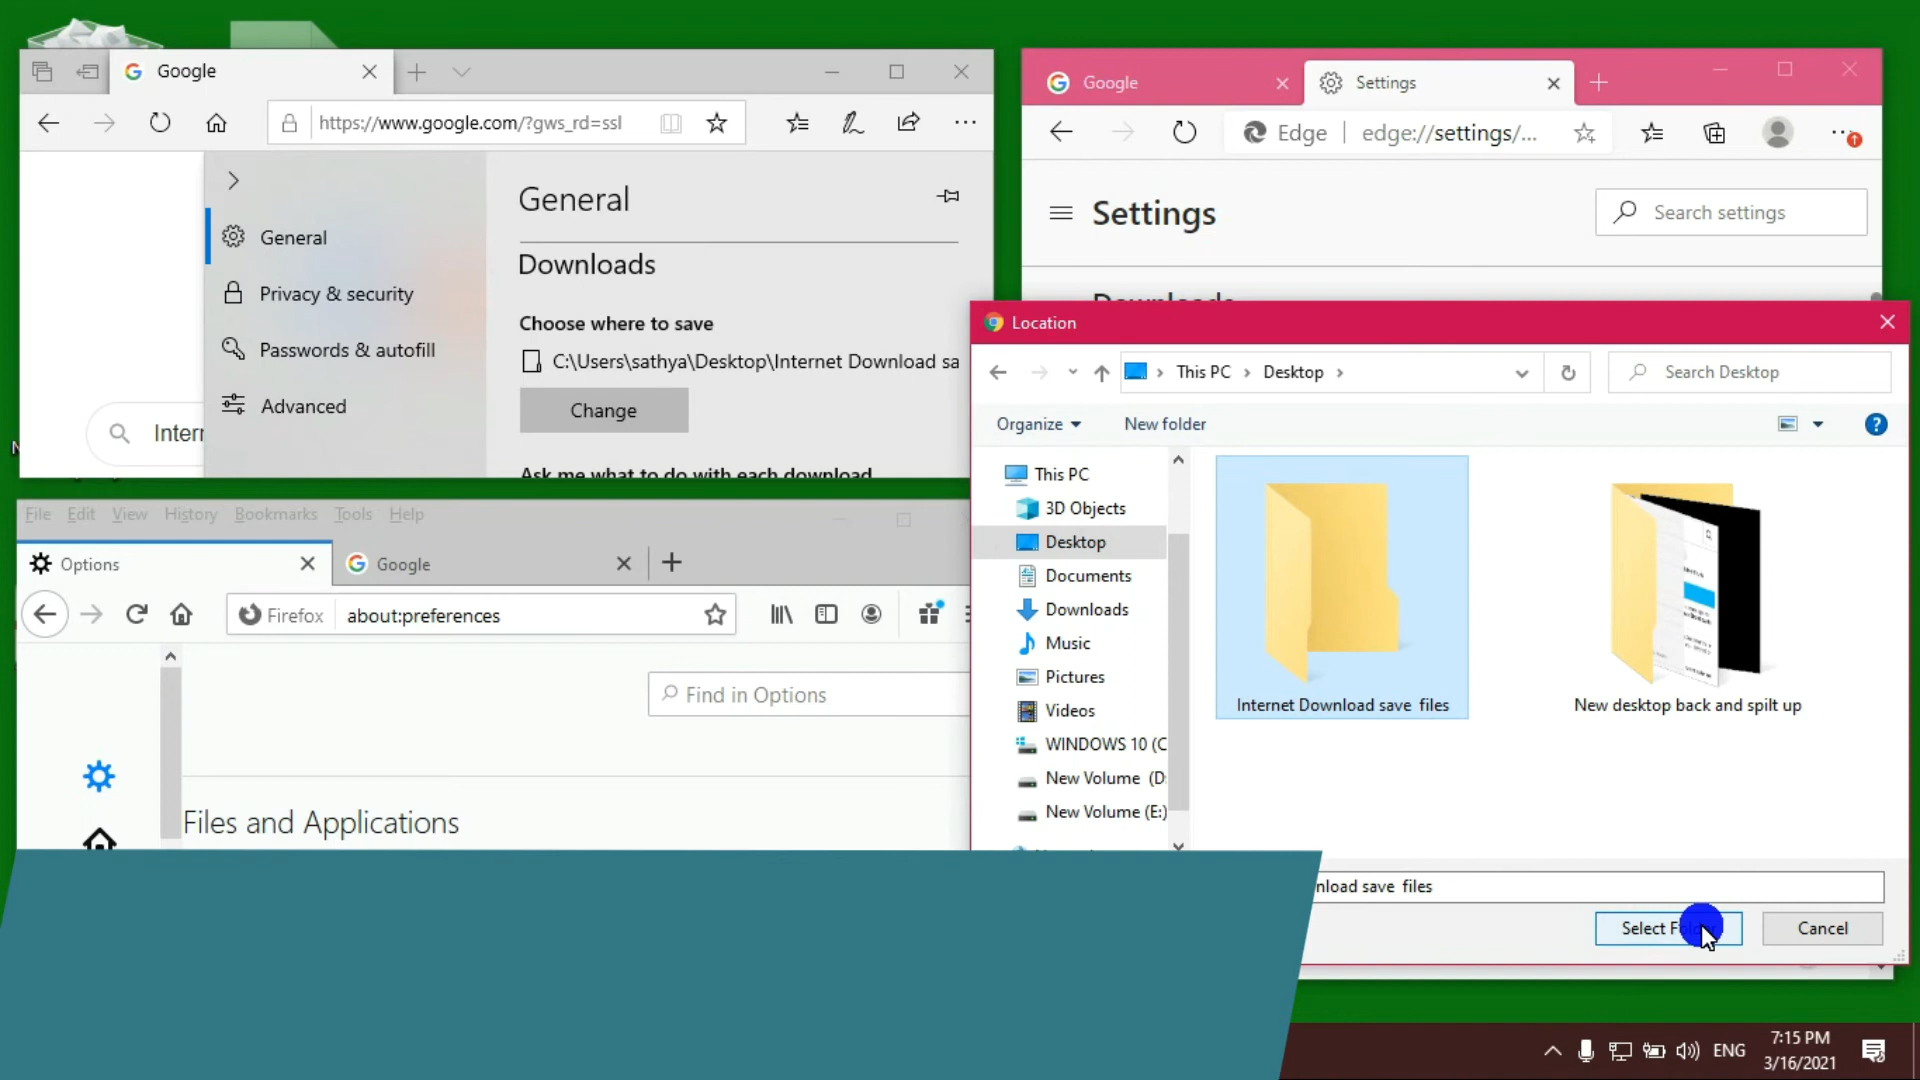 Google
https://www.google.com/?gws_rd=ssl
General
Privacy & security
Passwords & autofill
Advanced
General
Downloads
Choose where to save
C:\Users\sathya\Desktop\Internet Download sa
Change
Ask me what to do with each download
Intern
Google
Settings
Edge
edge://settings/...
Settings
Search settings
Downloads
File Edit View History Bookmarks Tools Help
Options
Google
Firefox
about:preferences
Find in Options
Files and Applications
Location
This PC
Desktop
Search Desktop
Organize
New folder
This PC
3D Objects
Desktop
Documents
Downloads
Music
Pictures
Videos
WINDOWS 10 (C
New Volume (D:
New Volume (E:)
Internet Download save files
New desktop back and spilt up
nload save files
Select Folder
Cancel
ENG
7:15 PM
3/16/2021